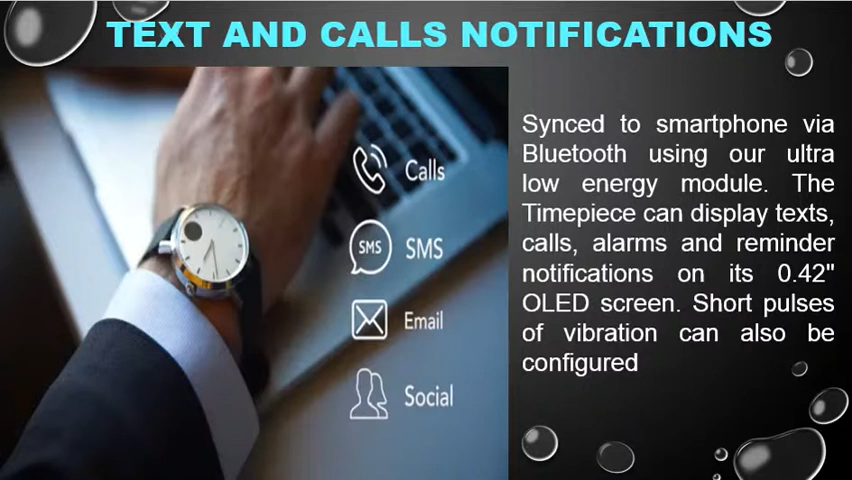 TEXT AND CALLS NOTIFICATIONS
Calls
SMS
SMS
Email
Social
Synced to smartphone via
Bluetooth using our ultra
low energy module. The
Timepiece can display texts,
calls, alarms and reminder
notifications on its 0.42"
OLED screen. Short pulses
of vibration can also be
configured